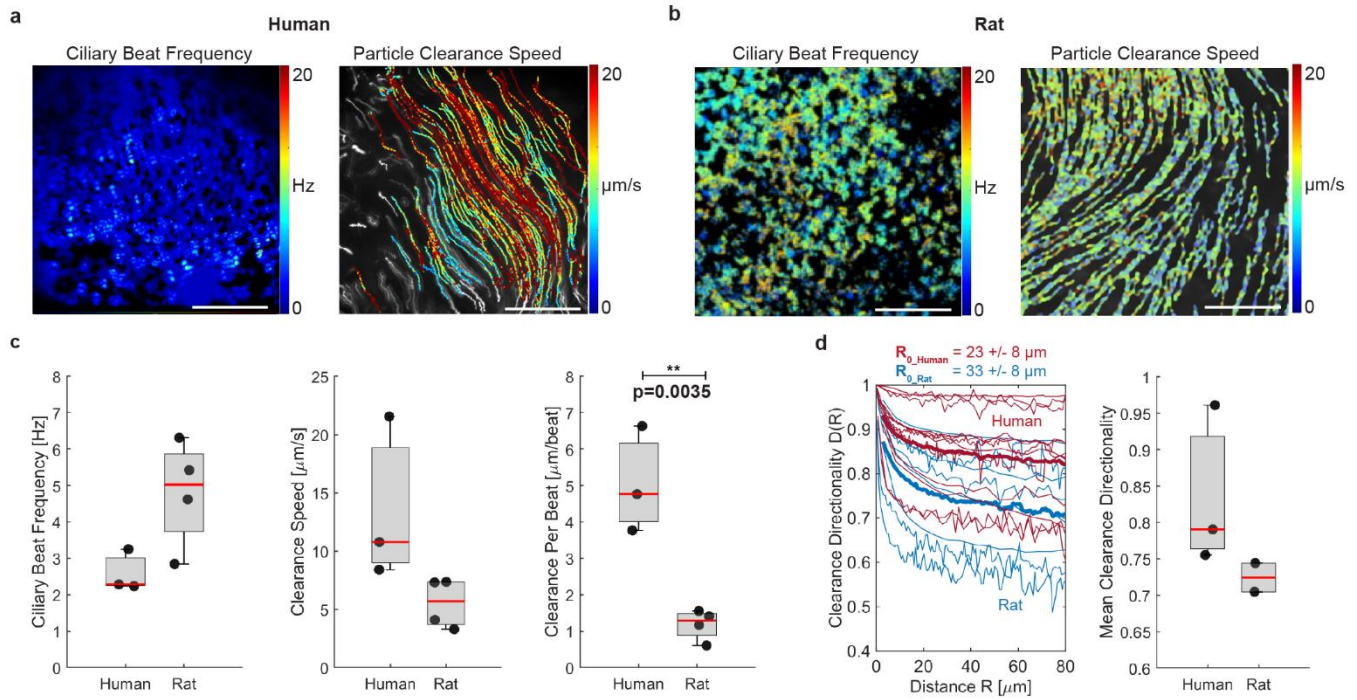 a
Human
Ciliary Beat Frequency
Particle Clearance Speed
20
Hz
0
20
µm/s
0
b
Rat
Ciliary Beat Frequency
Particle Clearance Speed
20
Hz
0
20
µm/s
0
c
Ciliary Beat Frequency [Hz]
8
7
6
5
4
3
2
1
0
Human Rat
Clearance Speed [µm/s]
25
20
15
10
5
0
Human Rat
Clearance Per Beat [µm/beat]
8
7
6
5
4
3
2
1
0
**
p=0.0035
Human Rat
d
R0_Human = 23 +/- 8 µm
R0_Rat = 33 +/- 8 µm
Clearance Directionality D(R)
1
0.9
0.8
0.7
0.6
0.5
0.4
Human
Rat
0 20 40 60 80
Distance R [µm]
Mean Clearance Directionality
1
0.95
0.9
0.85
0.8
0.75
0.7
0.65
0.6
Human Rat